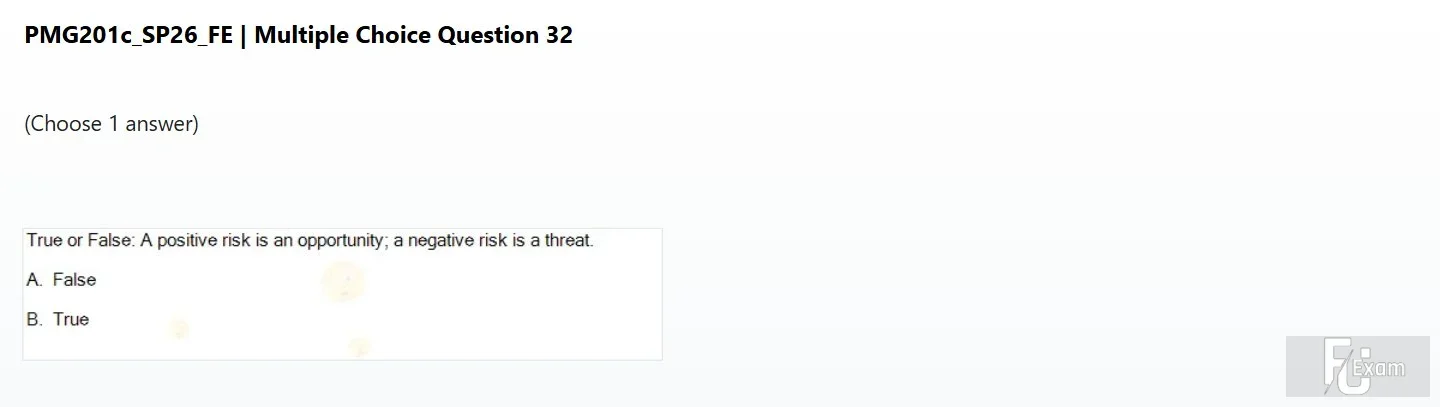 PMG201c_SP26_FE | Multiple Choice Question 32
(Choose 1 answer)
True or False: A positive risk is an opportunity; a negative risk is a threat.
A. False
B. True
FU Exam